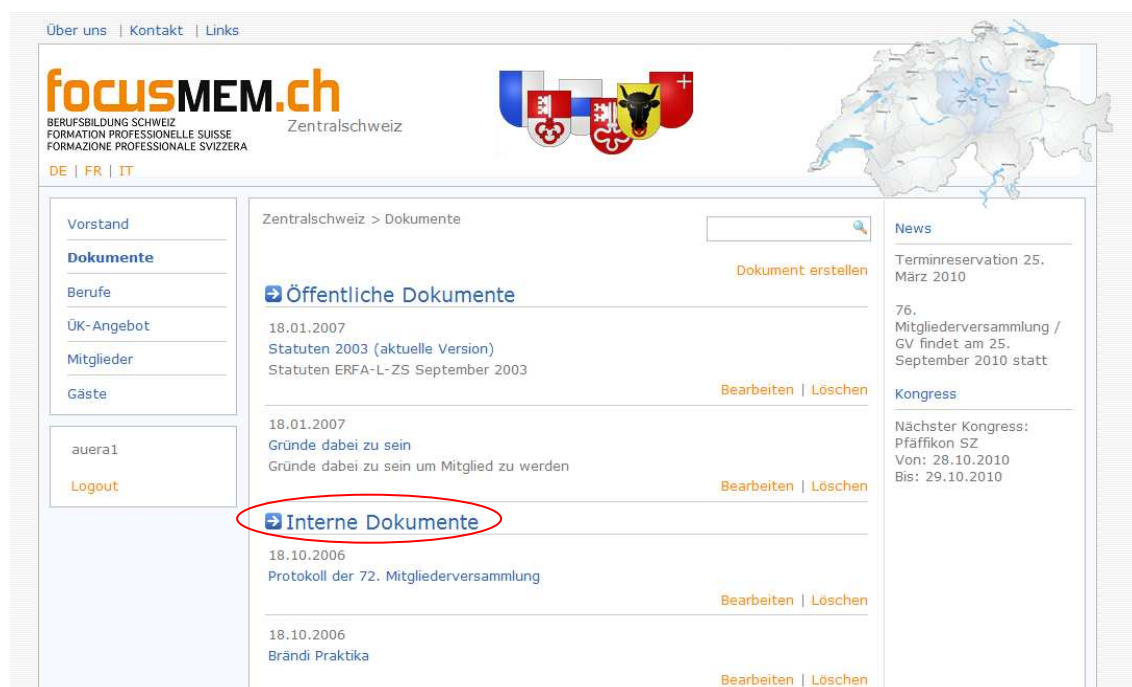 Über uns | Kontakt | Links
focusMEM.ch
BERUFSBILDUNG SCHWEIZ
FORMATION PROFESSIONELLE SUISSE
FORMAZIONE PROFESSIONALE SVIZZERA
Zentralschweiz
DE | FR | IT
Vorstand
Dokumente
Berufe
ÜK-Angebot
Mitglieder
Gäste
auera1
Logout
Zentralschweiz > Dokumente
Dokument erstellen
Öffentliche Dokumente
18.01.2007
Statuten 2003 (aktuelle Version)
Statuten ERFA-L-ZS September 2003
Bearbeiten | Löschen
18.01.2007
Gründe dabei zu sein
Gründe dabei zu sein um Mitglied zu werden
Bearbeiten | Löschen
Interne Dokumente
18.10.2006
Protokoll der 72. Mitgliederversammlung
Bearbeiten | Löschen
18.10.2006
Brändi Praktika
Bearbeiten | Löschen
News
Terminreservation 25.
März 2010
76.
Mitgliederversammlung /
GV findet am 25.
September 2010 statt
Kongress
Nächster Kongress:
Pfäffikon SZ
Von: 28.10.2010
Bis: 29.10.2010